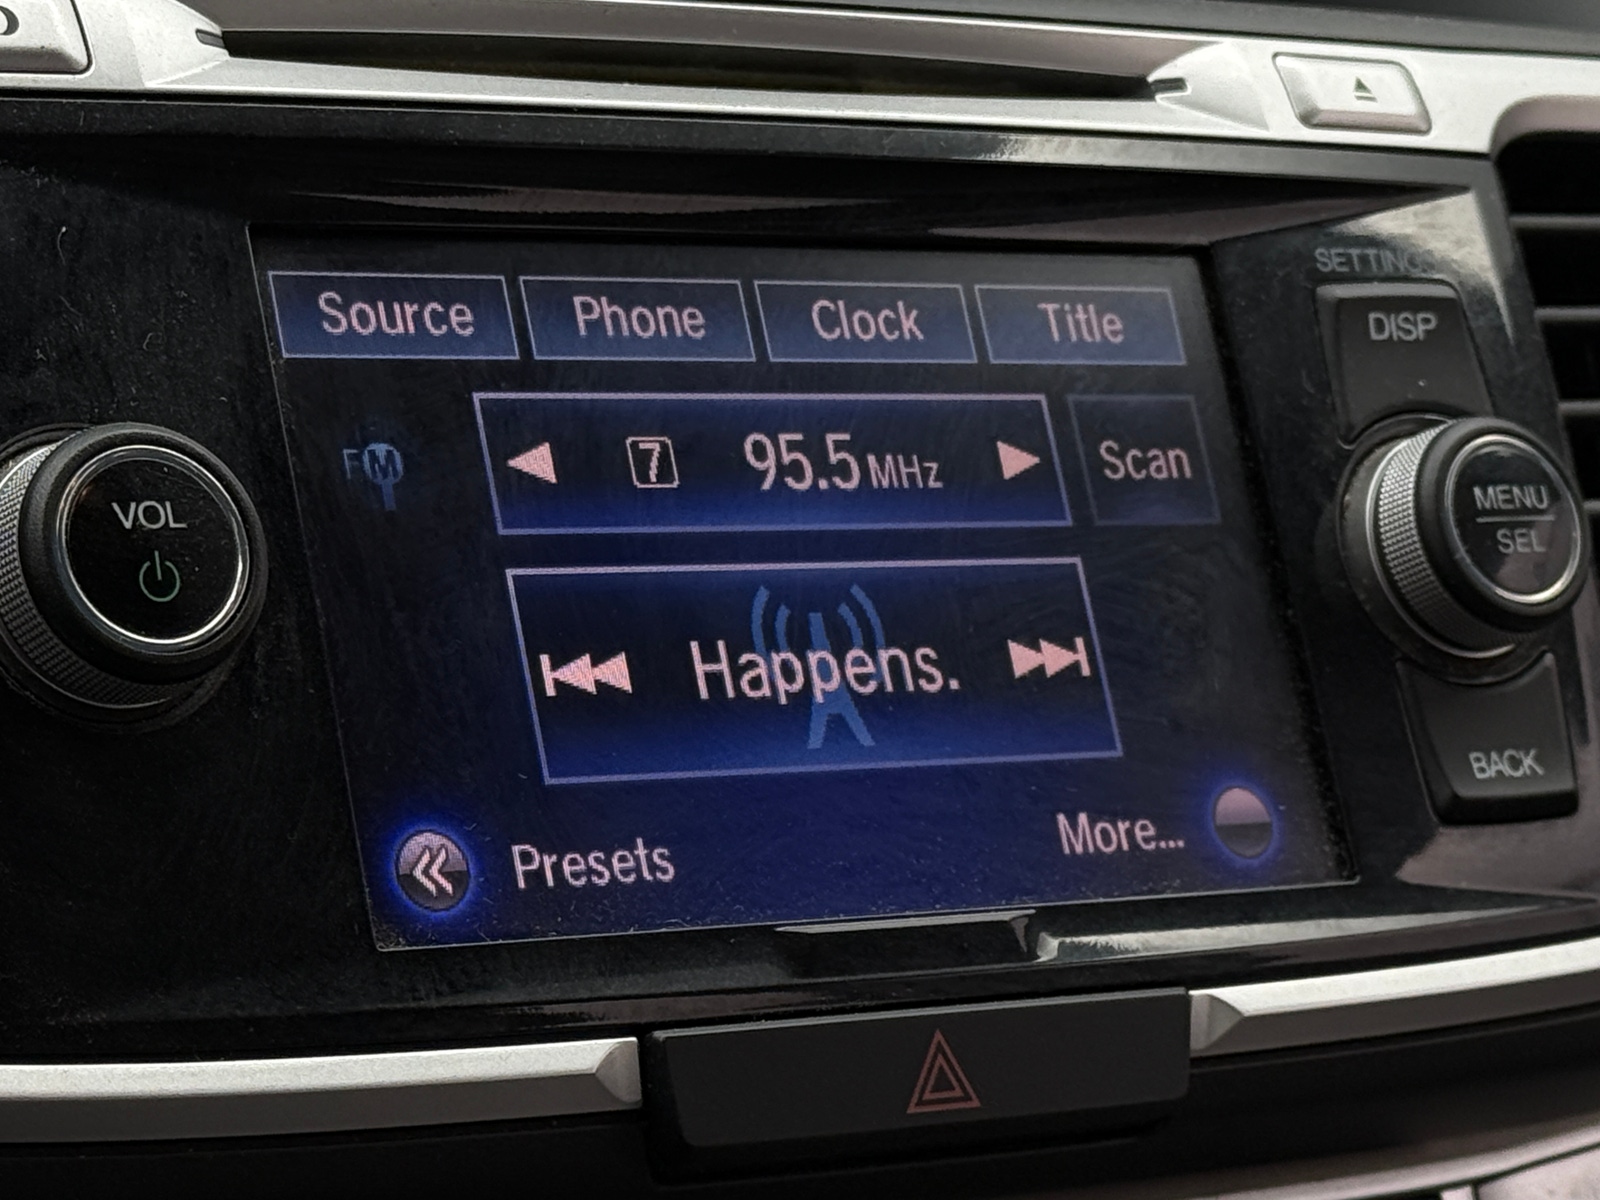 SETTINGS
Source Phone Clock Title
DISP
FM 7 95.5 MHz Scan
VOL
MENU
SEL
Happens.
BACK
Presets More...